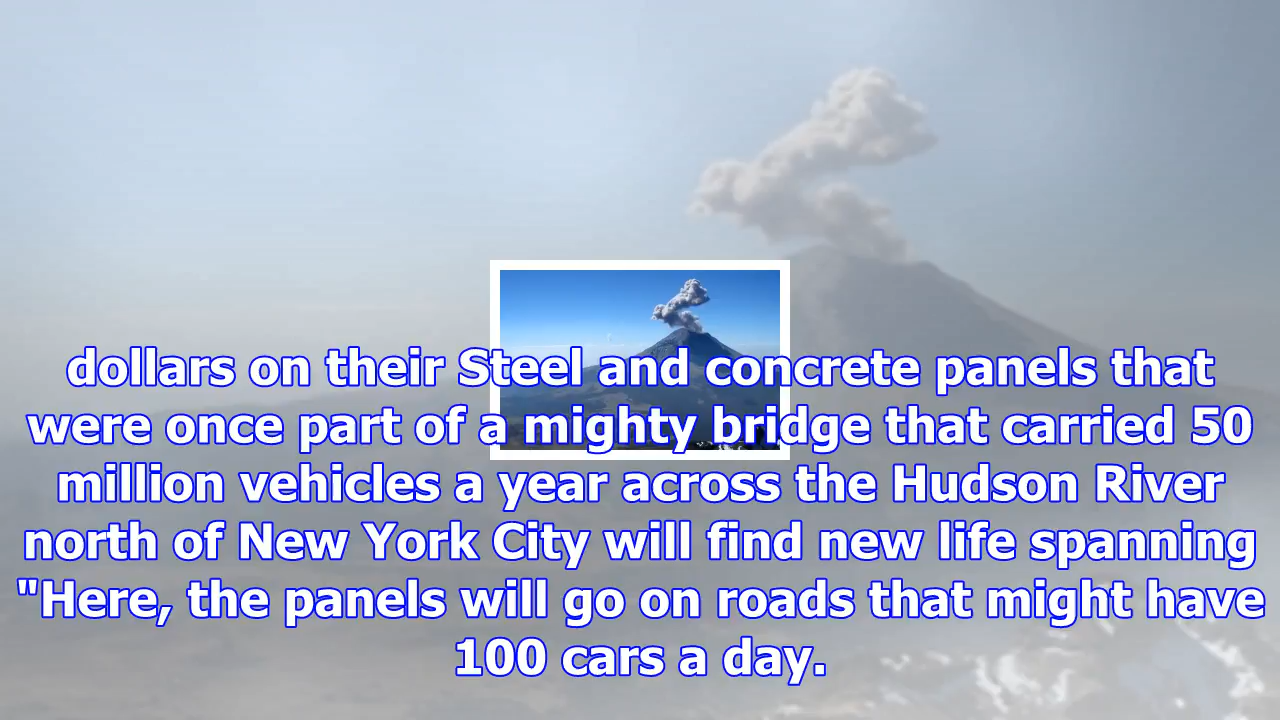 dollars on their Steel and concrete panels that
were once part of a mighty bridge that carried 50
million vehicles a year across the Hudson River
north of New York City will find new life spanning
"Here, the panels will go on roads that might have
100 cars a day.